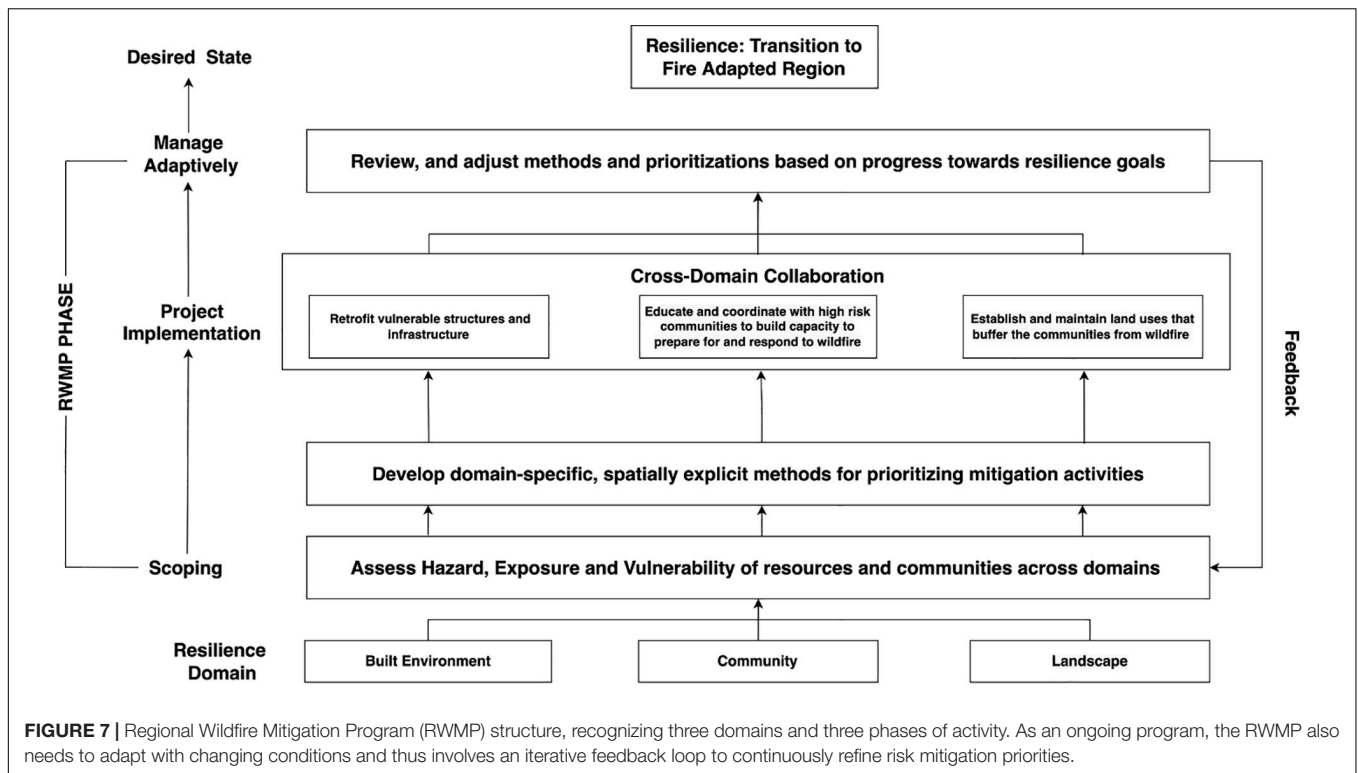 Desired State
Resilience: Transition to
Fire Adapted Region
Manage
Adaptively
Review, and adjust methods and prioritizations based on progress towards resilience goals
RWMP PHASE
Project
Implementation
Cross-Domain Collaboration
Retrofit vulnerable structures and
infrastructure
Educate and coordinate with high risk
communities to build capacity to
prepare for and respond to wildfire
Establish and maintain land uses that
buffer the communities from wildfire
Feedback
Develop domain-specific, spatially explicit methods for prioritizing mitigation activities
Scoping
Assess Hazard, Exposure and Vulnerability of resources and communities across domains
Resilience
Domain
Built Environment
Community
Landscape
FIGURE 7 | Regional Wildfire Mitigation Program (RWMP) structure, recognizing three domains and three phases of activity. As an ongoing program, the RWMP also
needs to adapt with changing conditions and thus involves an iterative feedback loop to continuously refine risk mitigation priorities.